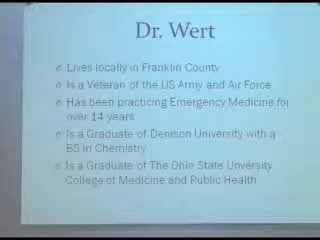 Dr. Wert
Lives locally in Franklin County
Is a Veteran of the US Army and Air Force
Has been practicing Emergency Medicine for
over 14 years
Is a Graduate of Denison University with a
BS in Chemistry
Is a Graduate of The Ohio State Unversity
College of Medicine and Public Health